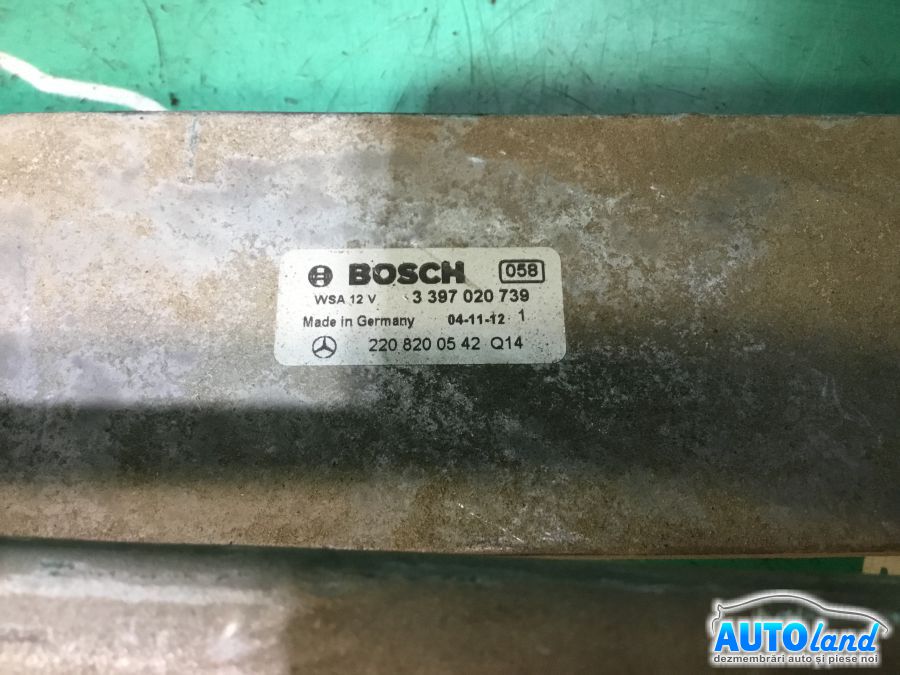 BOSCH 058
WSA 12 V 3 397 020 739
Made in Germany 04-11-12 1
220 820 05 42 Q14
AUTOland
dezmembrări auto și piese noi